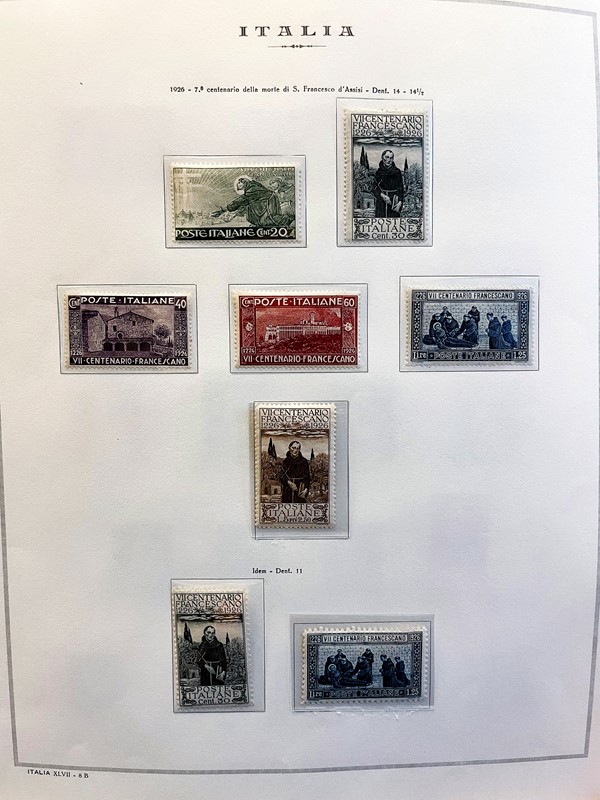 ITALIA
1926 - 7.º centenario della morte di S. Francesco d'Assisi - Dent. 14 - 14½
POSTE ITALIANE CENT 20
VII CENTENARIO
FRANCESCANO
1226 1926
POSTE
ITALIANE
Cent. 30
CENT POSTE·ITALIANE 40
1226 1926
VII·CENTENARIO·FRANCESCANO
CENT POSTE·ITALIANE 60
1226 1926
VII·CENTENARIO·FRANCESCANO
1226 VII CENTENARIO FRANCESCANO 1926
lire POSTE ITALIANE 1.25
VII CENTENARIO
FRANCESCANO
1226 1926
POSTE
ITALIANE
2.50
Idem - Dent. 11
VII CENTENARIO
FRANCESCANO
1226 1926
POSTE
ITALIANE
Cent. 30
1226 VII CENTENARIO FRANCESCANO 1926
lire POSTE ITALIANE 1.25
ITALIA XLVII - 8 B